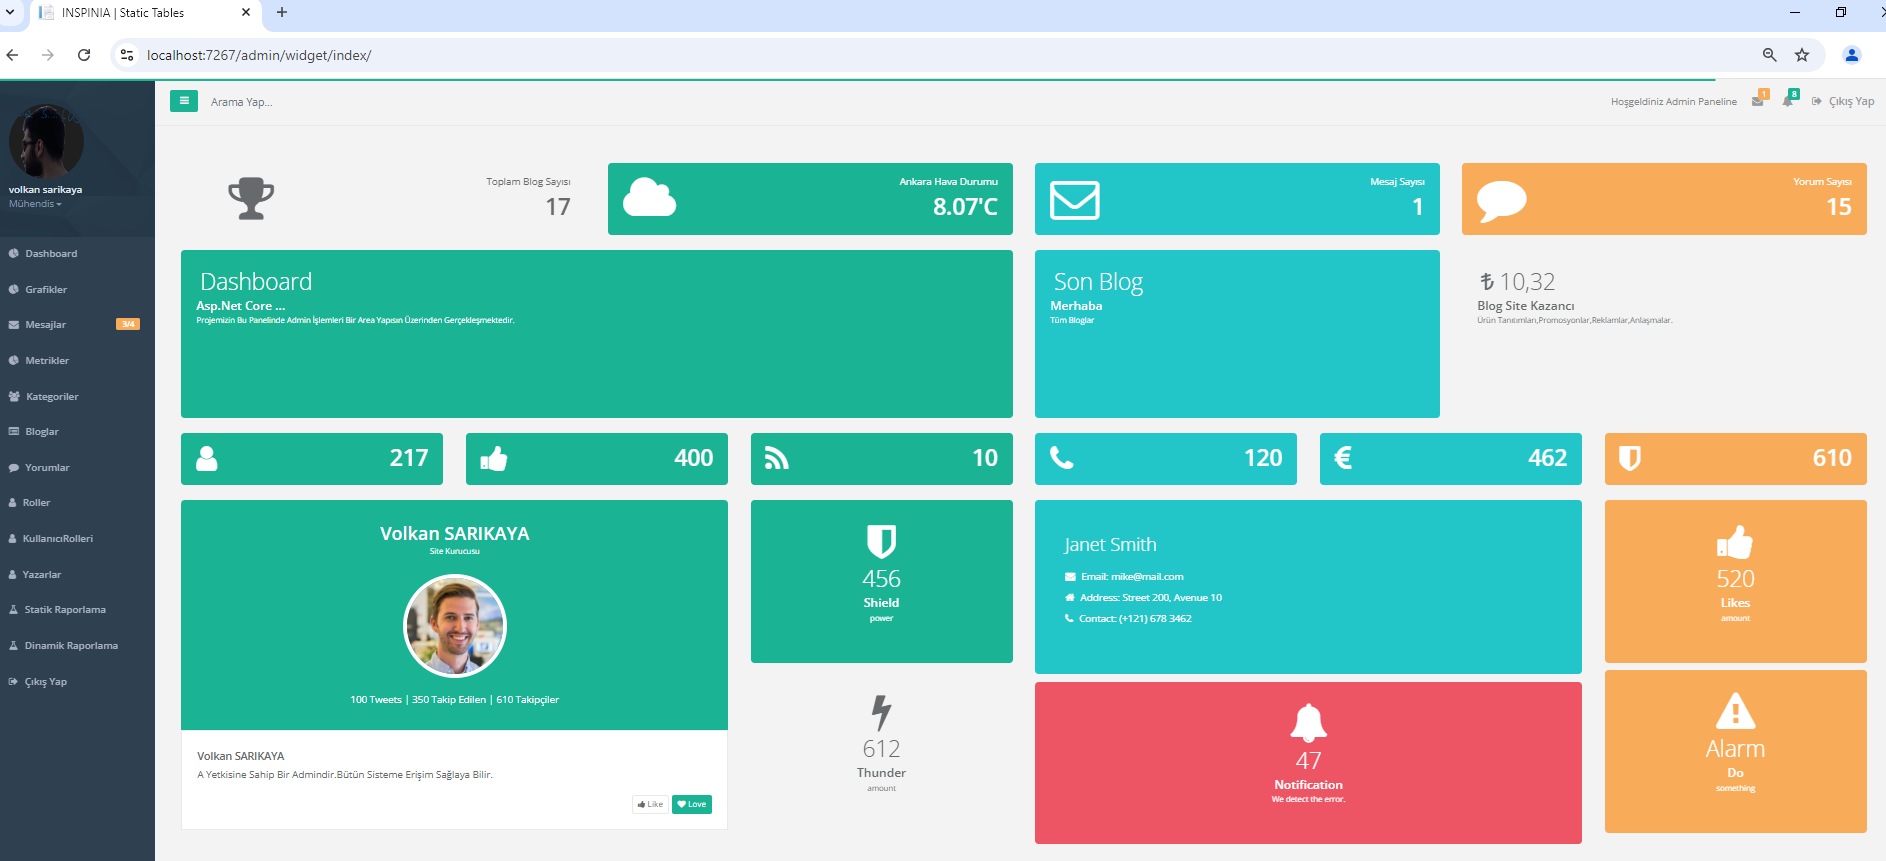 INSPINIA | Static Tables
localhost:7267/admin/widget/index/
Arama Yap...
Hoşgeldiniz Admin Paneline
1
8
Çıkış Yap
volkan sarikaya
Mühendis
Dashboard
Grafikler
Mesajlar 3/4
Metrikler
Kategoriler
Bloglar
Yorumlar
Roller
KullanıcıRolleri
Yazarlar
Statik Raporlama
Dinamik Raporlama
Çıkış Yap
Toplam Blog Sayısı
17
Ankara Hava Durumu
8.07'C
Mesaj Sayısı
1
Yorum Sayısı
15
Dashboard
Asp.Net Core ...
Projemizin Bu Panelinde Admin İşlemleri Bir Area Yapısın Üzerinden Gerçekleşmektedir.
Son Blog
Merhaba
Tüm Bloglar
₺ 10,32
Blog Site Kazancı
Ürün Tanıtımları,Promosyonlar,Reklamlar,Anlaşmalar.
217
400
10
120
€ 462
610
Volkan SARIKAYA
Site Kurucusu
100 Tweets | 350 Takip Edilen | 610 Takipçiler
Volkan SARIKAYA
A Yetkisine Sahip Bir Admindir.Bütün Sisteme Erişim Sağlaya Bilir.
Like
Love
456
Shield
power
612
Thunder
amount
Janet Smith
Email: mike@mail.com
Address: Street 200, Avenue 10
Contact: (+121) 678 3462
47
Notification
We detect the error.
520
Likes
amount
Alarm
Do
something